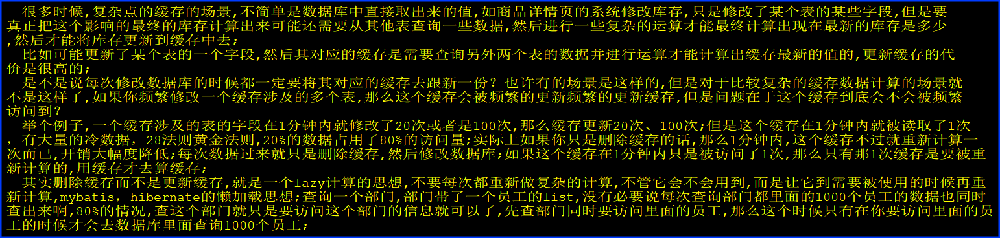 很多时候,复杂点的缓存的场景,不简单是数据库中直接取出来的值,如商品详情页的系统修改库存,只是修改了某个表的某些字段,但是要
真正把这个影响的最终的库存计算出来可能还需要从其他表查询一些数据,然后进行一些复杂的运算才能最终计算出现在最新的库存是多少
,然后才能将库存更新到缓存中去;
比如可能更新了某个表的一个字段,然后其对应的缓存是需要查询另外两个表的数据并进行运算才能计算出缓存最新的值的,更新缓存的代
价是很高的;
是不是说每次修改数据库的时候都一定要将其对应的缓存去跟新一份？也许有的场景是这样的,但是对于比较复杂的缓存数据计算的场景就
不是这样了,如果你频繁修改一个缓存涉及的多个表,那么这个缓存会被频繁的更新频繁的更新缓存,但是问题在于这个缓存到底会不会被频繁
访问到？
举个例子,一个缓存涉及的表的字段在1分钟内就修改了20次或者是100次,那么缓存更新20次、100次;但是这个缓存在1分钟内就被读取了1次
，有大量的冷数据，28法则黄金法则,20%的数据占用了80%的访问量;实际上如果你只是删除缓存的话,那么1分钟内,这个缓存不过就重新计算一
次而已,开销大幅度降低;每次数据过来就只是删除缓存,然后修改数据库;如果这个缓存在1分钟内只是被访问了1次,那么只有那1次缓存是要被重
新计算的,用缓存才去算缓存;
其实删除缓存而不是更新缓存,就是一个lazy计算的思想,不要每次都重新做复杂的计算,不管它会不会用到,而是让它到需要被使用的时候再重
新计算,mybatis，hibernate的懒加载思想;查询一个部门,部门带了一个员工的list,没有必要说每次查询部门都里面的1000个员工的数据也同时
查出来啊,80%的情况,查这个部门就只是要访问这个部门的信息就可以了,先查部门同时要访问里面的员工,那么这个时候只有在你要访问里面的员
工的时候才会去数据库里面查询1000个员工;